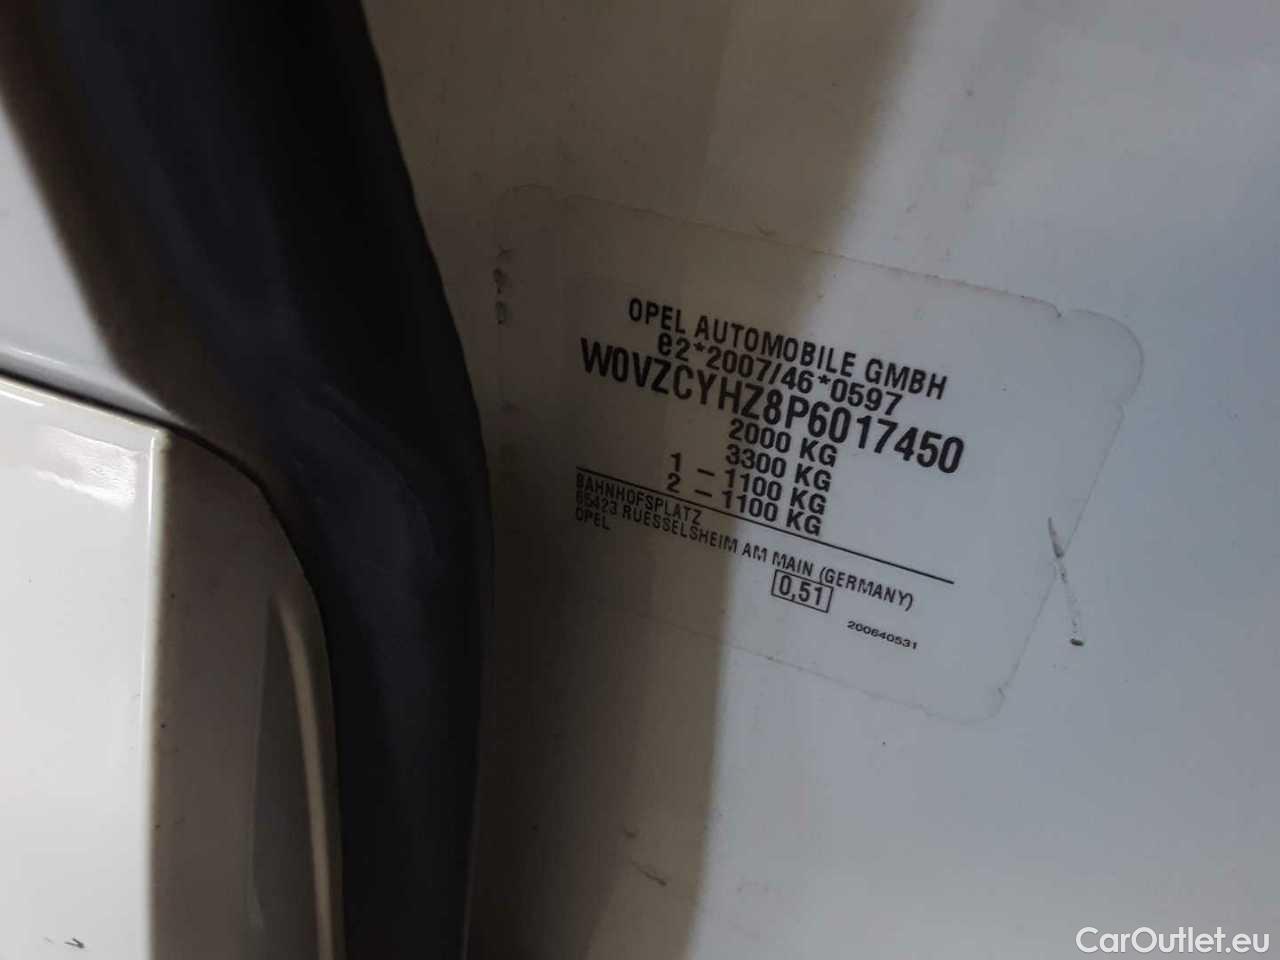 OPEL AUTOMOBILE GMBH
e2*2007/46*0597
W0VZCYHZ8P6017450
2000 KG
3300 KG
1 - 1100 KG
2 - 1100 KG
BAHNHOFSPLATZ
65423 RUESSELSHEIM AM MAIN (GERMANY)
OPEL
0,51
200640531
CarOutlet.eu